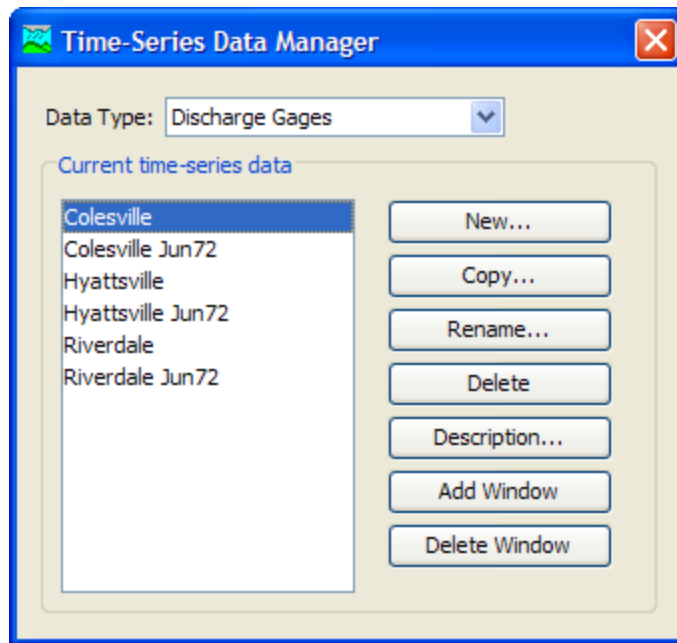 Time-Series Data Manager
Data Type: Discharge Gages
Current time-series data
Colesville
Colesville Jun72
Hyattsville
Hyattsville Jun72
Riverdale
Riverdale Jun72
New...
Copy...
Rename...
Delete
Description...
Add Window
Delete Window